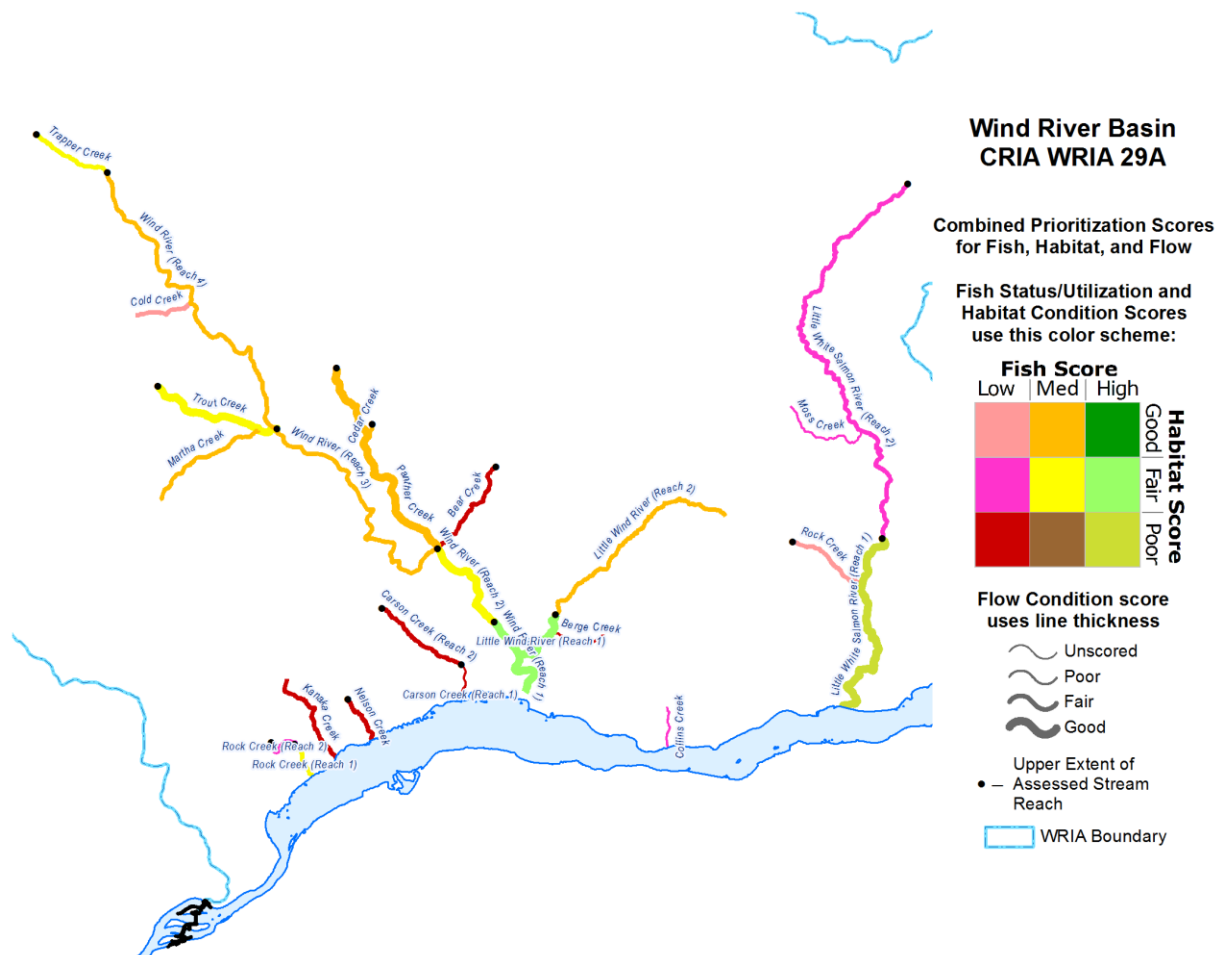 Wind River Basin
CRIA WRIA 29A
Combined Prioritization Scores
for Fish, Habitat, and Flow
Fish Status/Utilization and
Habitat Condition Scores
use this color scheme:
Fish Score
Low | Med | High
Good | Fair | Poor
Habitat Score
Flow Condition score
uses line thickness
Unscored
Poor
Fair
Good
Upper Extent of
Assessed Stream
Reach
WRIA Boundary
Trapper Creek
Wind River (Reach 4)
Cold Creek
Trout Creek
Martha Creek
Wind River (Reach 3)
Cedar Creek
Panther Creek
Bear Creek
Wind River (Reach 2)
Wind River (Reach 1)
Little Wind River (Reach 2)
Berge Creek
Little Wind River (Reach 1)
Carson Creek (Reach 2)
Carson Creek (Reach 1)
Kanaka Creek
Nelson Creek
Rock Creek (Reach 2)
Rock Creek (Reach 1)
Collins Creek
Little White Salmon River (Reach 2)
Moss Creek
Rock Creek
Little White Salmon River (Reach 1)